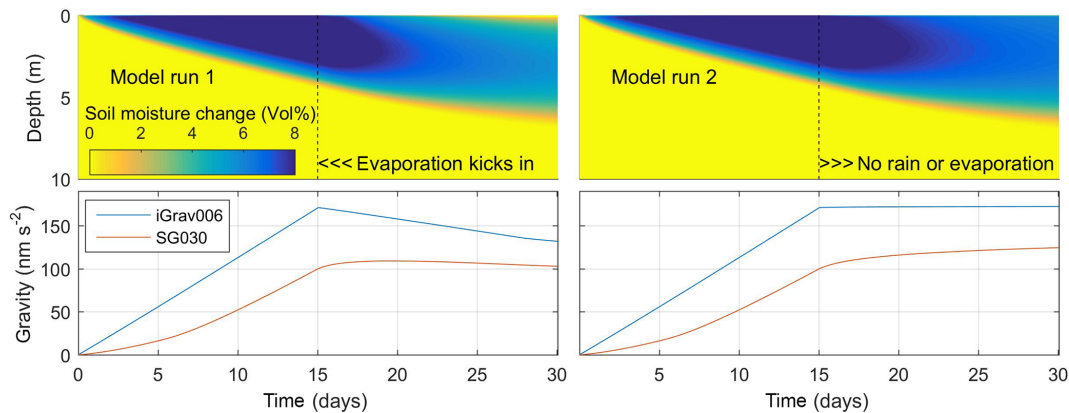 0
5
10
Depth (m)
Model run 1
Soil moisture change (Vol%)
0 2 4 6 8
<<< Evaporation kicks in
Model run 2
>>> No rain or evaporation
Gravity (nm s⁻²)
150
100
50
0
iGrav006
SG030
0 5 10 15 20 25 30
Time (days)
5 10 15 20 25 30
Time (days)